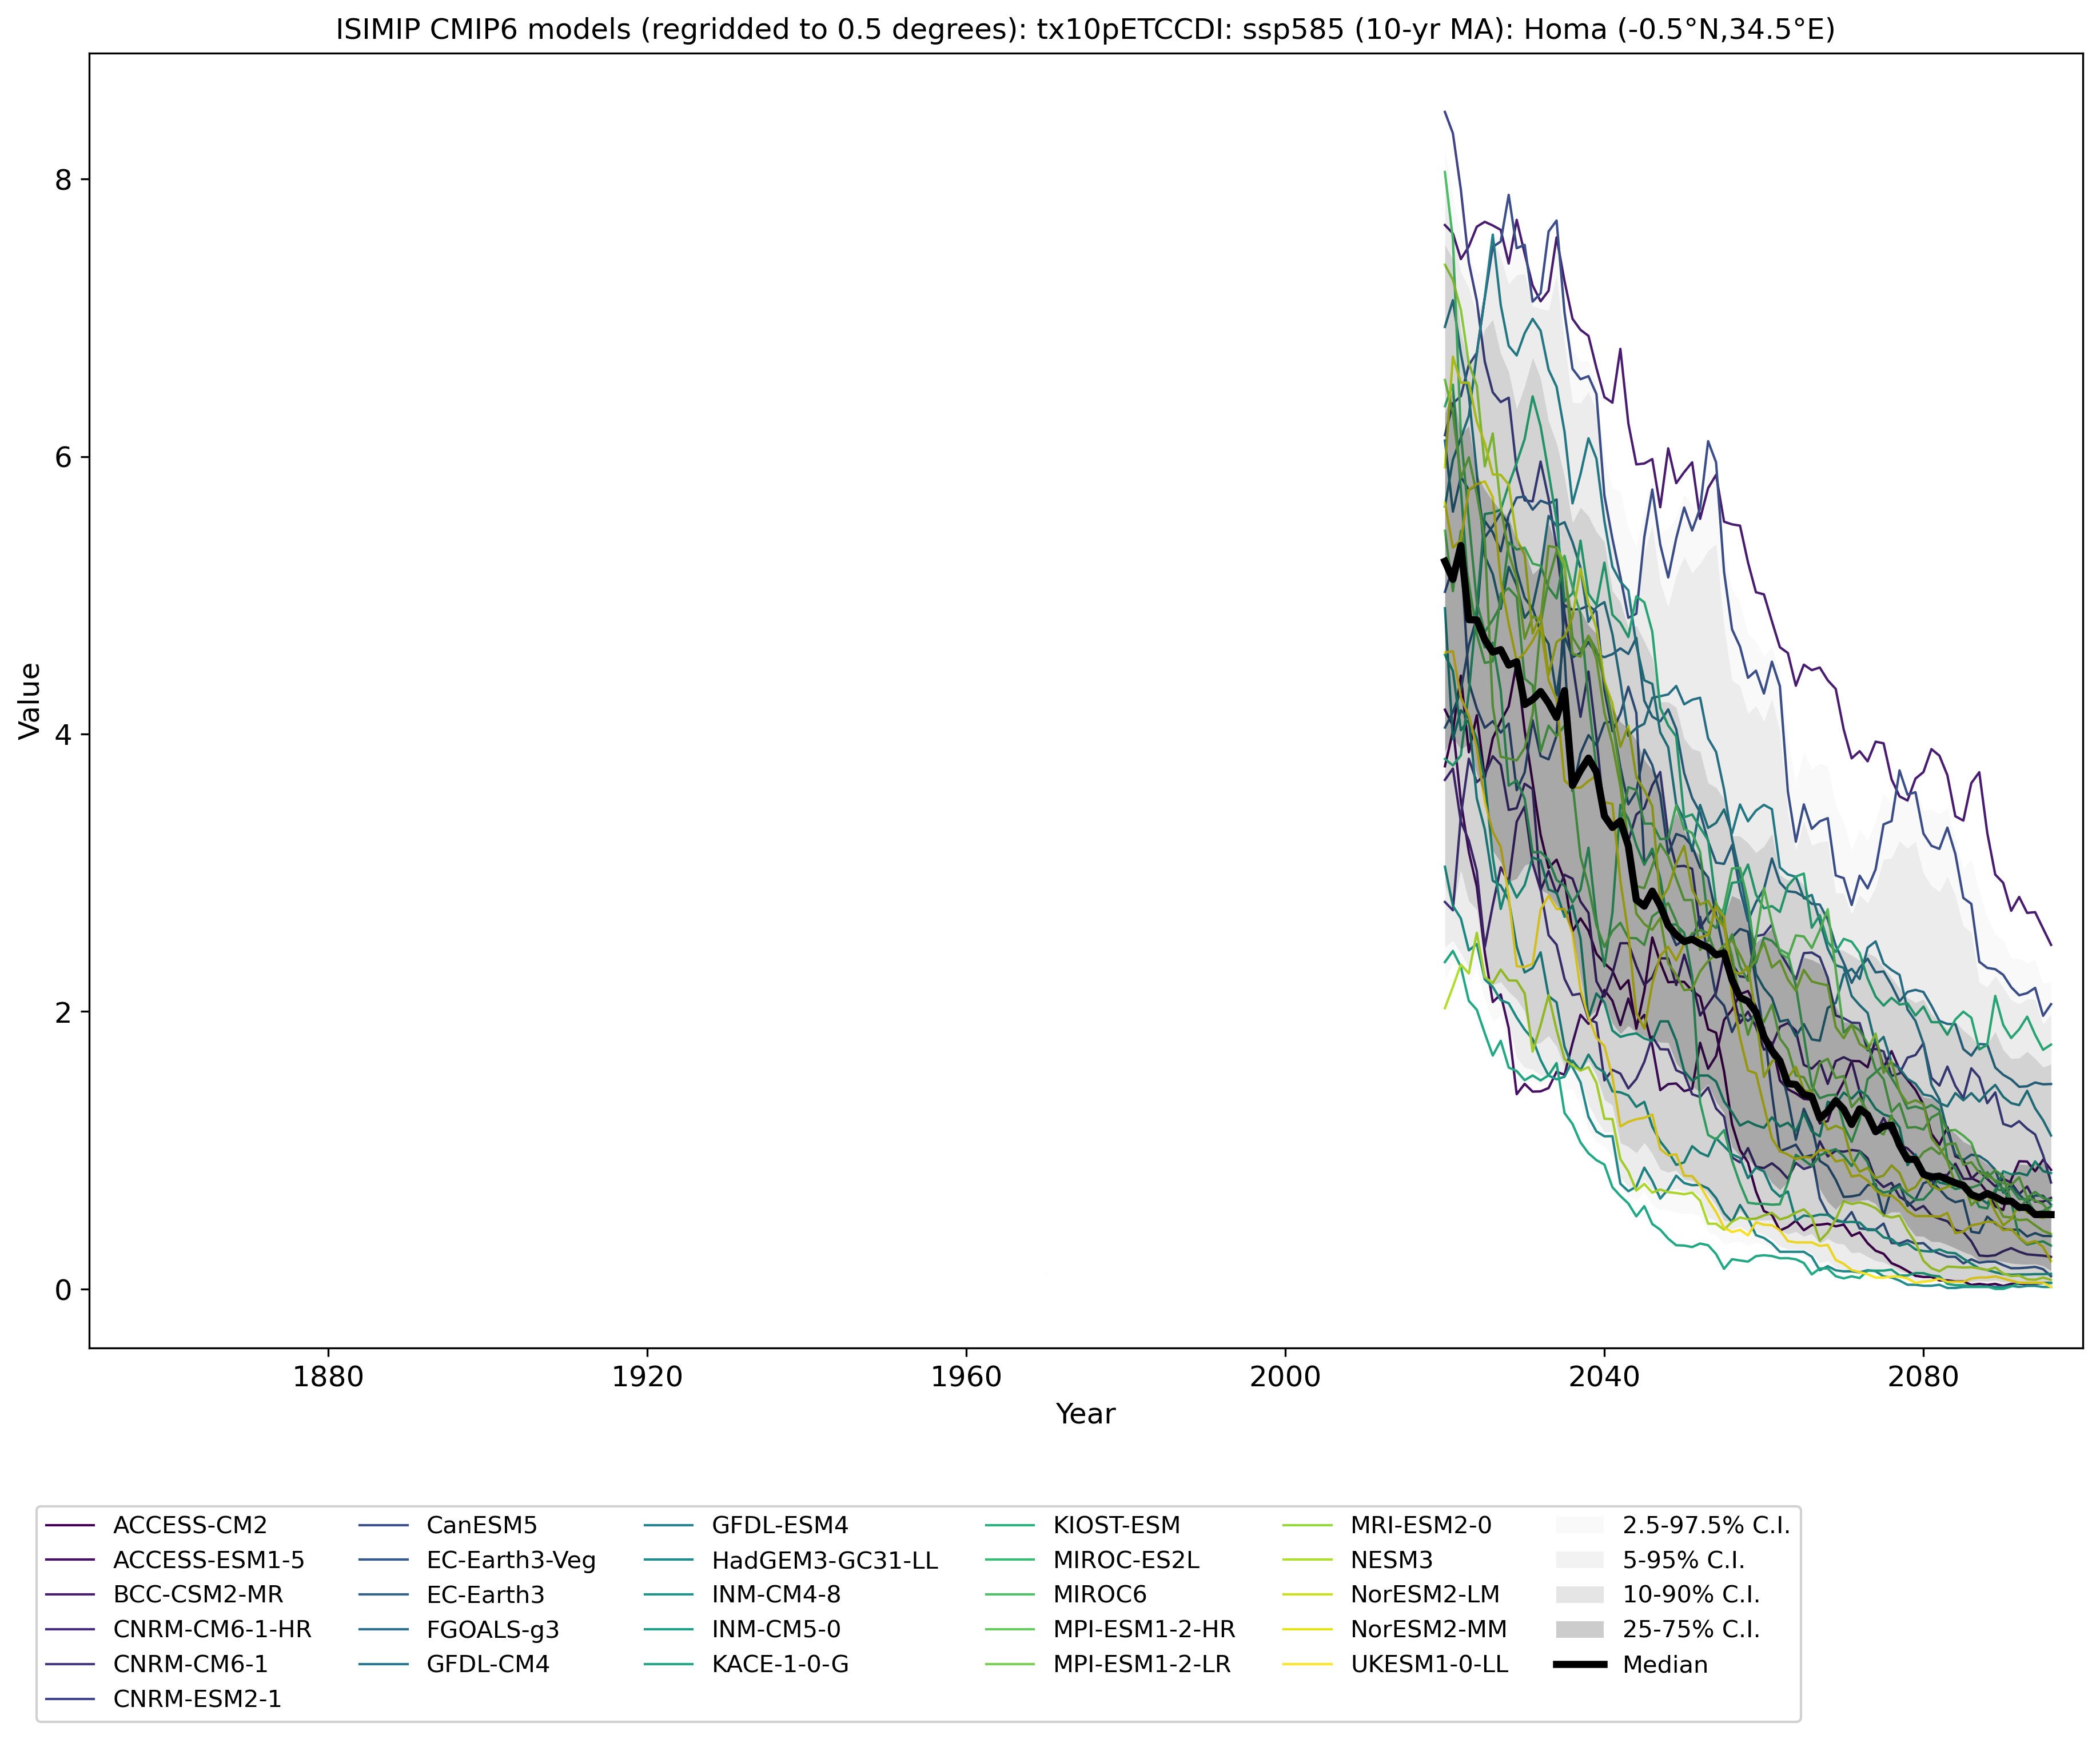 ISIMIP CMIP6 models (regridded to 0.5 degrees): tx10pETCCDI: ssp585 (10-yr MA): Homa (-0.5°N,34.5°E)
8
6
4
2
0
Value
1880 1920 1960 2000 2040 2080
Year
ACCESS-CM2 CanESM5 GFDL-ESM4 KIOST-ESM MRI-ESM2-0 2.5-97.5% C.I.
ACCESS-ESM1-5 EC-Earth3-Veg HadGEM3-GC31-LL MIROC-ES2L NESM3 5-95% C.I.
BCC-CSM2-MR EC-Earth3 INM-CM4-8 MIROC6 NorESM2-LM 10-90% C.I.
CNRM-CM6-1-HR FGOALS-g3 INM-CM5-0 MPI-ESM1-2-HR NorESM2-MM 25-75% C.I.
CNRM-CM6-1 GFDL-CM4 KACE-1-0-G MPI-ESM1-2-LR UKESM1-0-LL Median
CNRM-ESM2-1